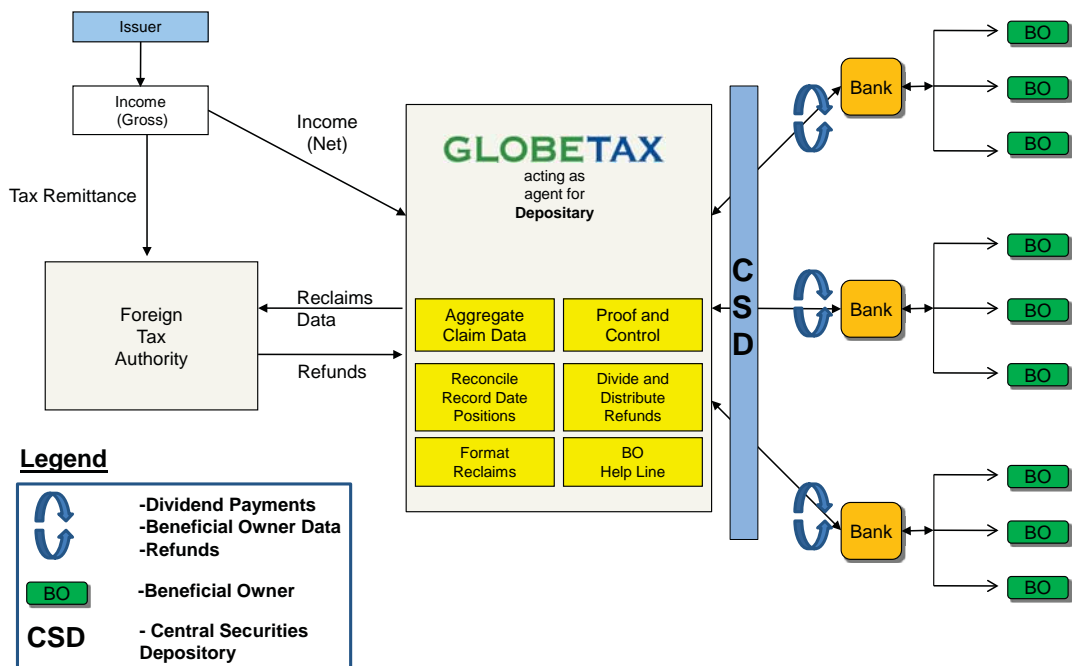 Issuer
Income
(Gross)
Income
(Net)
Tax Remittance
Foreign
Tax
Authority
Reclaims
Data
Refunds
GLOBETAX
acting as
agent for
Depositary
Aggregate
Claim Data
Proof and
Control
Reconcile
Record Date
Positions
Divide and
Distribute
Refunds
Format
Reclaims
BO
Help Line
C
S
D
Bank
BO
BO
BO
Bank
BO
BO
BO
Bank
BO
BO
BO
Legend
-Dividend Payments
-Beneficial Owner Data
-Refunds
BO
-Beneficial Owner
CSD
- Central Securities
Depository